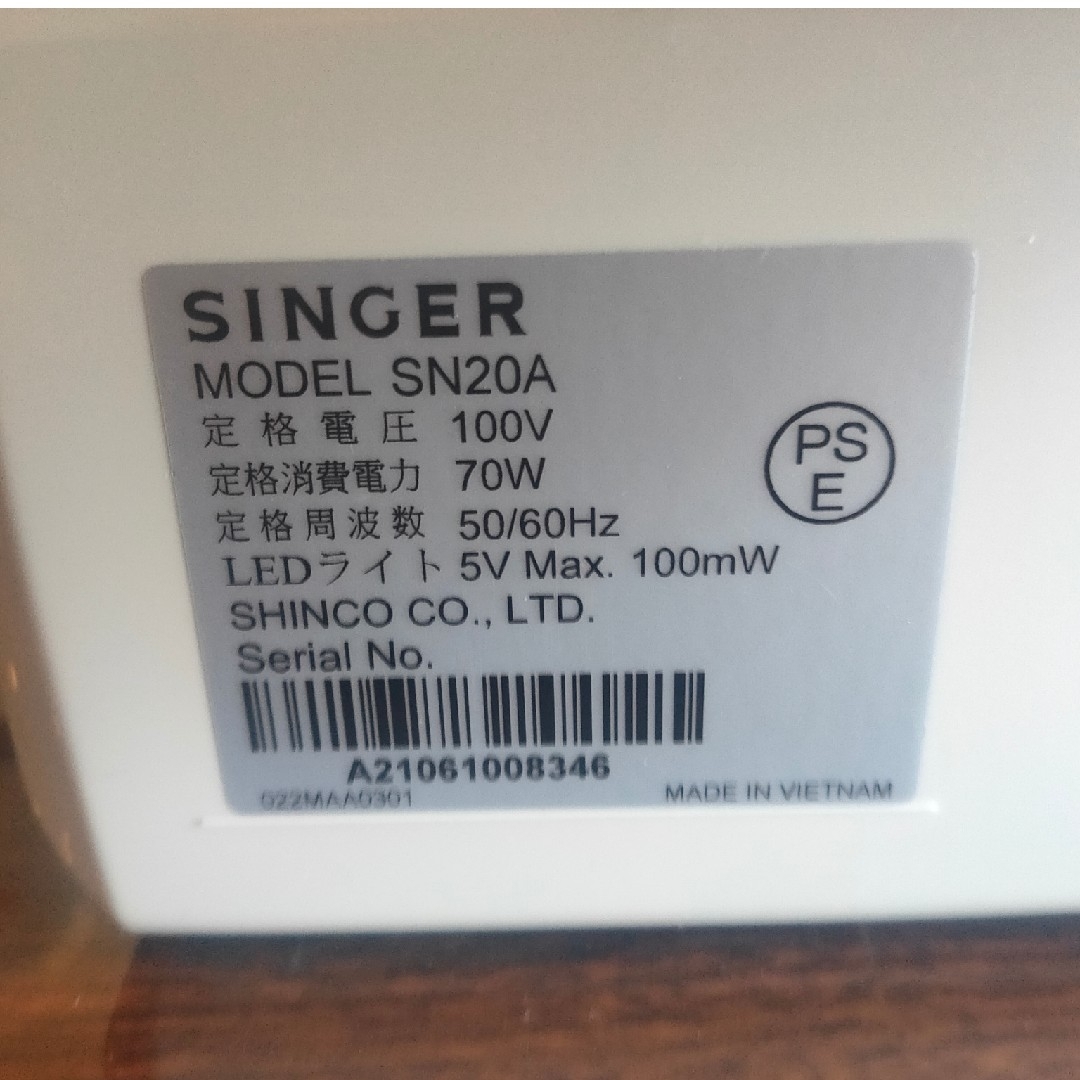 SINGER
MODEL SN20A
定格電圧 100V
定格消費電力 70W
定格周波数 50/60Hz
LEDライト 5V Max. 100mW
SHINCO CO., LTD.
Serial No.
A21061008346
022MAA0301
MADE IN VIETNAM
PS
E